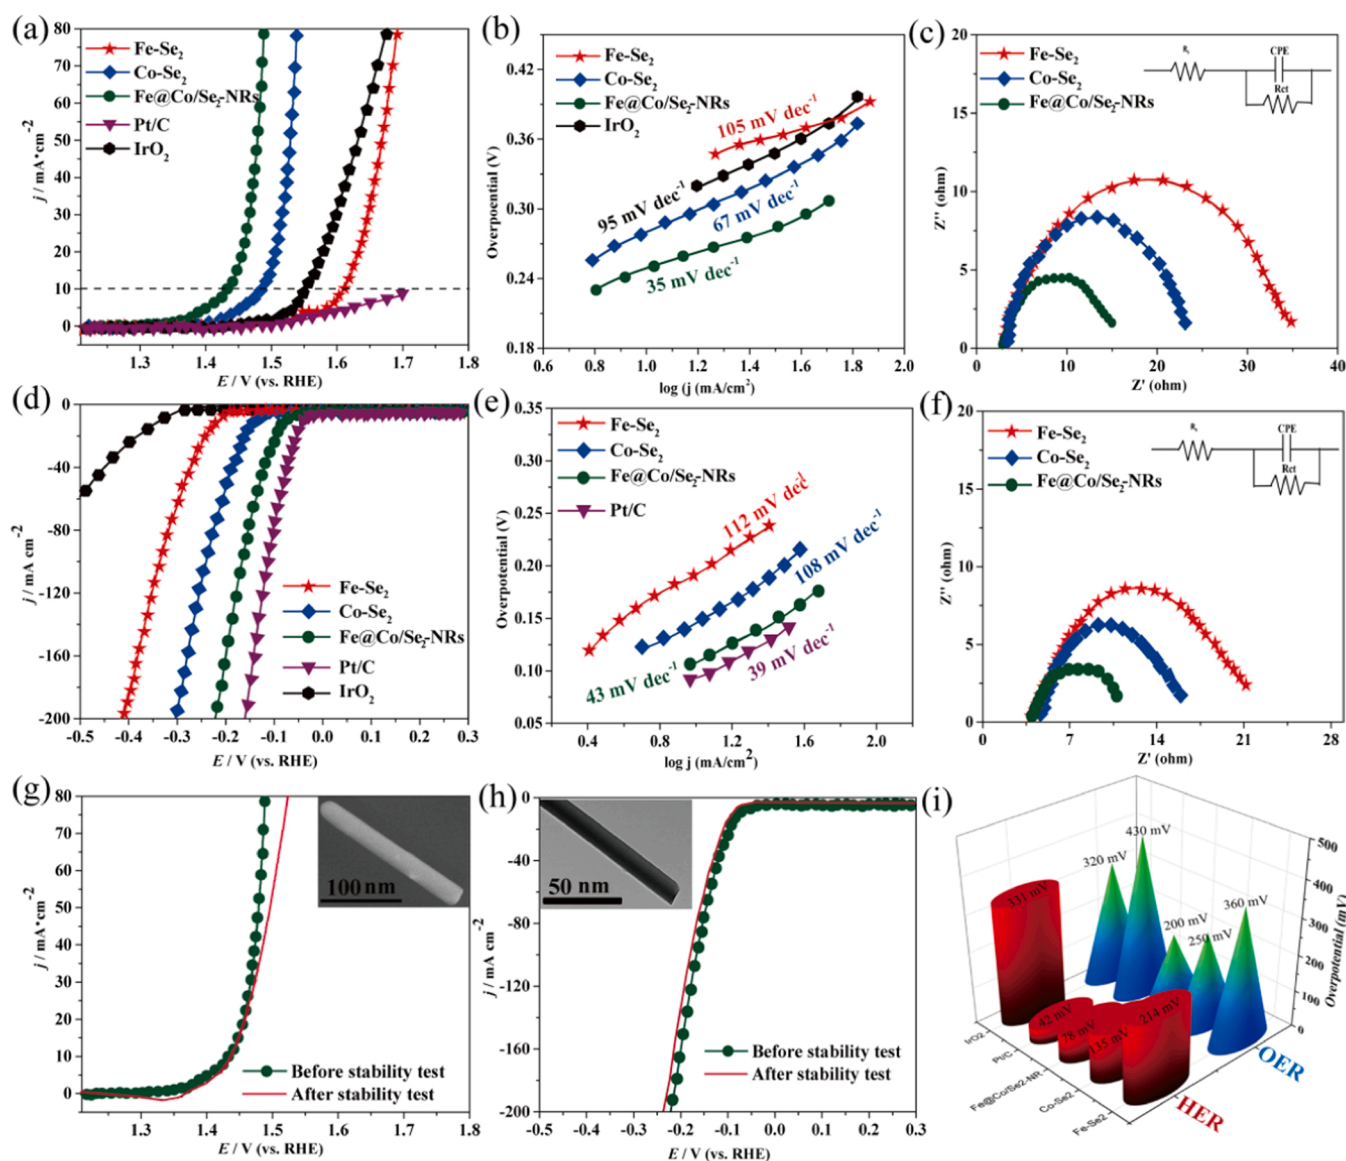 (a)
80
70
60
50
40
30
20
10
0
j / mA•cm⁻²
Fe-Se₂
Co-Se₂
Fe@Co/Se₂-NRs
Pt/C
IrO₂
1.3 1.4 1.5 1.6 1.7 1.8
E / V (vs. RHE)
(b)
0.42
0.36
0.30
0.24
0.18
Overpoential (V)
Fe-Se₂
Co-Se₂
Fe@Co/Se₂-NRs
IrO₂
105 mV dec⁻¹
95 mV dec⁻¹
67 mV dec⁻¹
35 mV dec⁻¹
0.6 0.8 1.0 1.2 1.4 1.6 1.8 2.0
log (j (mA/cm²)
(c)
20
15
10
5
0
Z'' (ohm)
Fe-Se₂
Co-Se₂
Fe@Co/Se₂-NRs
Rₛ
CPE
Rct
0 10 20 30 40
Z' (ohm)
(d)
0
-40
-80
-120
-160
-200
j / mA cm⁻²
Fe-Se₂
Co-Se₂
Fe@Co/Se₂-NRs
Pt/C
IrO₂
-0.5 -0.4 -0.3 -0.2 -0.1 0.0 0.1 0.2 0.3
E / V (vs. RHE)
(e)
0.35
0.30
0.25
0.20
0.15
0.10
0.05
Overpotential (V)
Fe-Se₂
Co-Se₂
Fe@Co/Se₂-NRs
Pt/C
112 mV dec⁻¹
108 mV dec⁻¹
43 mV dec⁻¹
39 mV dec⁻¹
0.4 0.8 1.2 1.6 2.0
log j (mA/cm²)
(f)
20
15
10
5
0
Z'' (ohm)
Fe-Se₂
Co-Se₂
Fe@Co/Se₂-NRs
Rₛ
CPE
Rct
0 7 14 21 28
Z' (ohm)
(g)
80
70
60
50
40
30
20
10
0
j / mA•cm⁻²
100 nm
Before stability test
After stability test
1.3 1.4 1.5 1.6 1.7 1.8
E / V (vs. RHE)
(h)
0
-40
-80
-120
-160
-200
j / mA cm⁻²
50 nm
Before stability test
After stability test
-0.5 -0.4 -0.3 -0.2 -0.1 0.0 0.1 0.2 0.3
E / V (vs. RHE)
(i)
430 mV
320 mV
200 mV
250 mV
360 mV
331 mV
42 mV
78 mV
135 mV
214 mV
500
400
300
200
100
0
Overpotential (mV)
IrO2
Pt/C
Fe@Co/Se2-NR
Co-Se2
Fe-Se2
OER
HER